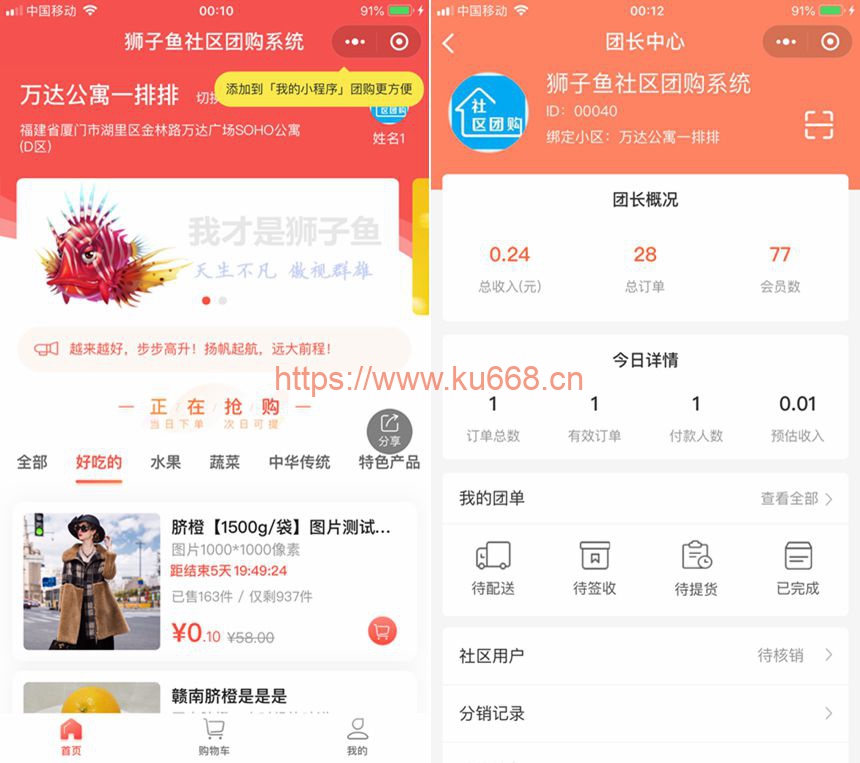 中国移动 00:10 91%
狮子鱼社区团购系统
添加到「我的小程序」团购更方便
万达公寓一排排 切换
福建省厦门市湖里区金林路万达广场SOHO公寓
(D区)
区团购
姓名1
我才是狮子鱼
天生不凡 傲视群雄
越来越好，步步高升！扬帆起航，远大前程！
正/在/抢/购
当日下单 次日可提
分享
全部 好吃的 水果 蔬菜 中华传统 特色产品
脐橙【1500g/袋】图片测试...
图片1000*1000像素
距结束5天19:49:24
已售163件 / 仅剩937件
¥0.10 ¥58.00
赣南脐橙是是是
首页 购物车 我的
中国移动 00:12 91%
团长中心
社
区团购
狮子鱼社区团购系统
ID：00040
绑定小区：万达公寓一排排
团长概况
0.24 28 77
总收入(元) 总订单 会员数
今日详情
1 1 1 0.01
订单总数 有效订单 付款人数 预估收入
我的团单 查看全部
待配送 待签收 待提货 已完成
社区用户 待核销
分销记录
https://www.ku668.cn